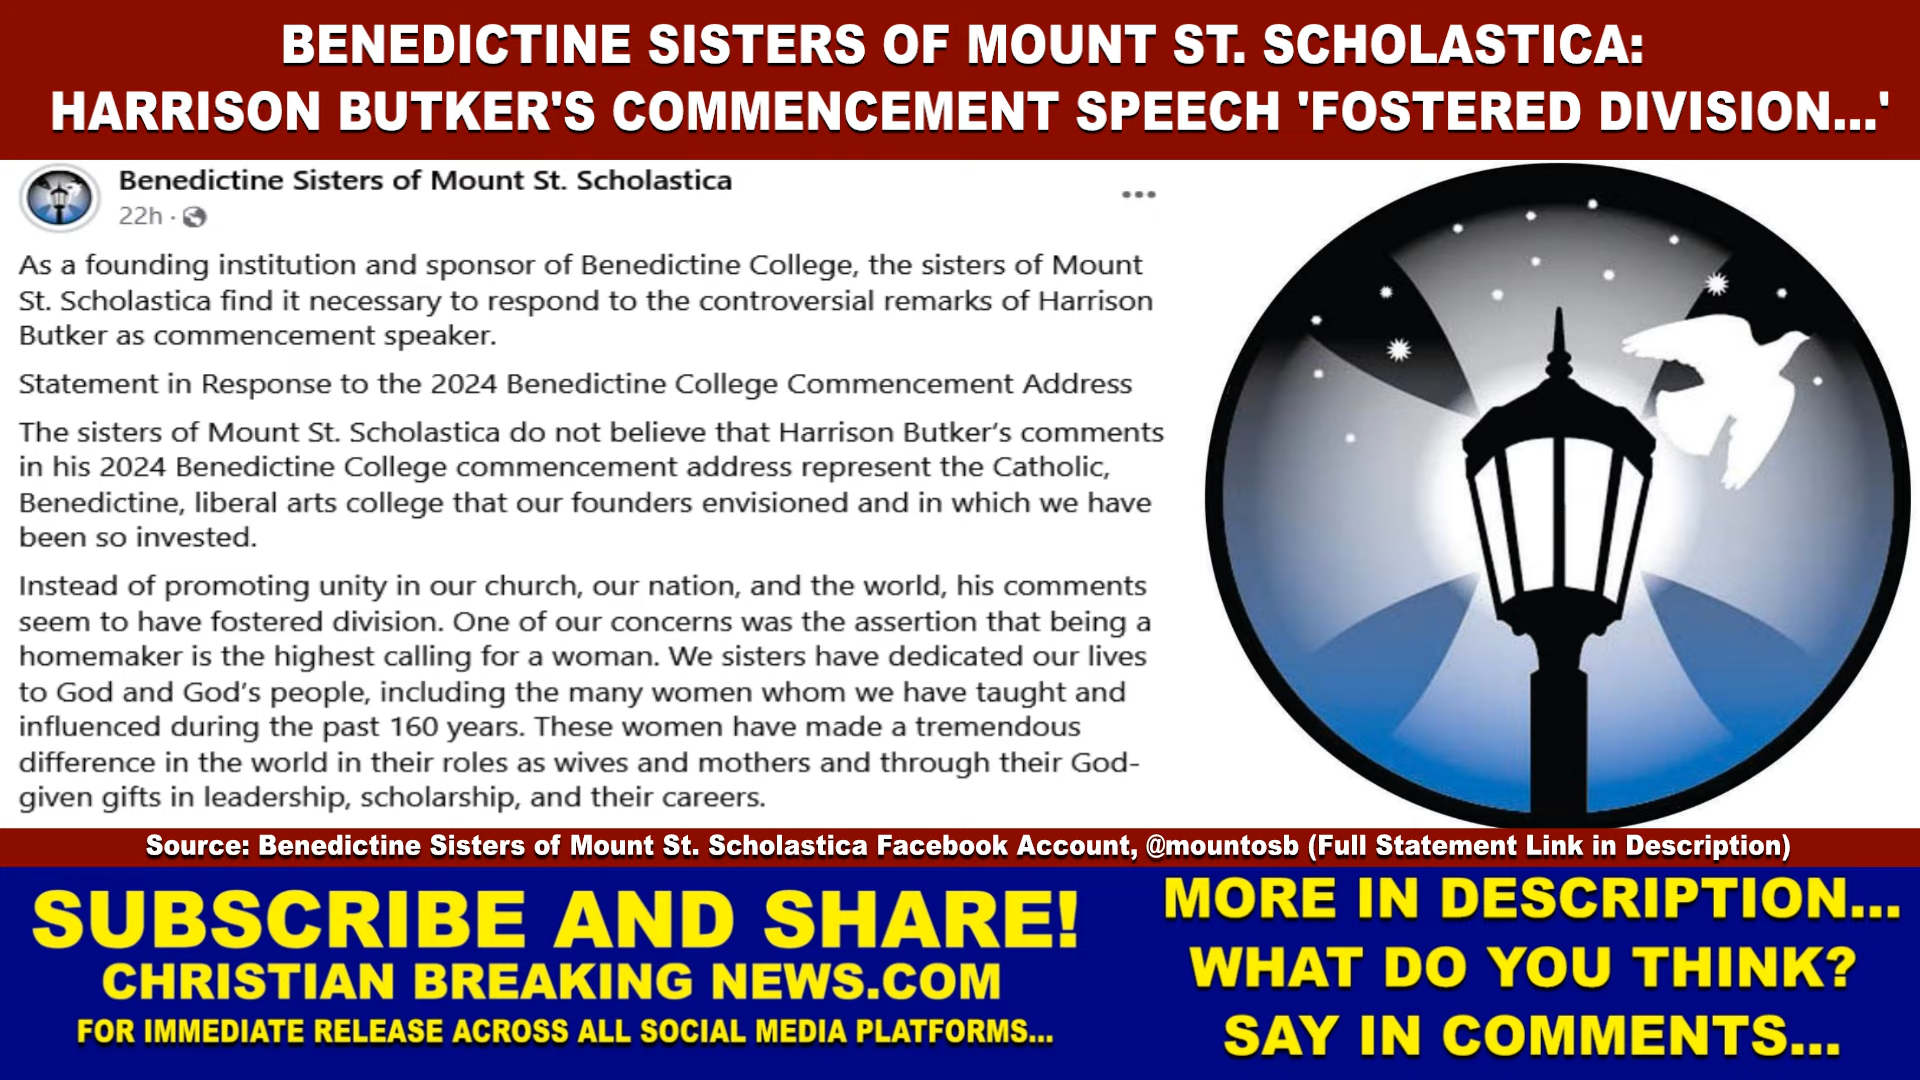 BENEDICTINE SISTERS OF MOUNT ST. SCHOLASTICA:
HARRISON BUTKER'S COMMENCEMENT SPEECH 'FOSTERED DIVISION...'
Benedictine Sisters of Mount St. Scholastica
22h ·
As a founding institution and sponsor of Benedictine College, the sisters of Mount
St. Scholastica find it necessary to respond to the controversial remarks of Harrison
Butker as commencement speaker.
Statement in Response to the 2024 Benedictine College Commencement Address
The sisters of Mount St. Scholastica do not believe that Harrison Butker's comments
in his 2024 Benedictine College commencement address represent the Catholic,
Benedictine, liberal arts college that our founders envisioned and in which we have
been so invested.
Instead of promoting unity in our church, our nation, and the world, his comments
seem to have fostered division. One of our concerns was the assertion that being a
homemaker is the highest calling for a woman. We sisters have dedicated our lives
to God and God's people, including the many women whom we have taught and
influenced during the past 160 years. These women have made a tremendous
difference in the world in their roles as wives and mothers and through their God-
given gifts in leadership, scholarship, and their careers.
Source: Benedictine Sisters of Mount St. Scholastica Facebook Account, @mountosb (Full Statement Link in Description)
SUBSCRIBE AND SHARE!
CHRISTIAN BREAKING NEWS.COM
FOR IMMEDIATE RELEASE ACROSS ALL SOCIAL MEDIA PLATFORMS...
MORE IN DESCRIPTION...
WHAT DO YOU THINK?
SAY IN COMMENTS...